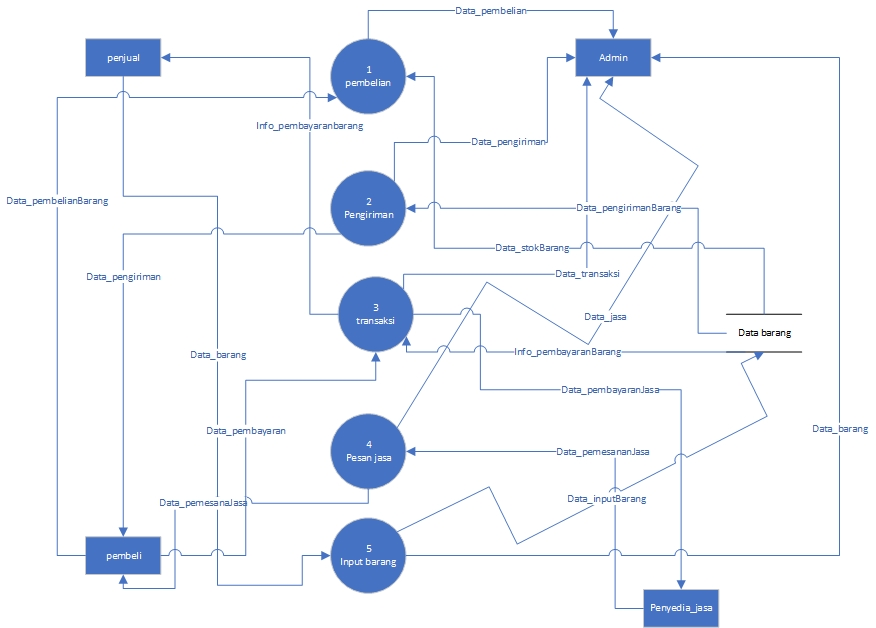 Data_pembelian
penjual
1
pembelian
Admin
Info_pembayaranbarang
Data_pengiriman
Data_pembelianBarang
2
Pengiriman
Data_pengirimanBarang
Data_stokBarang
Data_pengiriman
Data_transaksi
3
transaksi
Data_jasa
Data barang
Data_barang
Info_pembayaranBarang
Data_pembayaranJasa
Data_pembayaran
Data_barang
4
Pesan jasa
Data_pemesananJasa
Data_pemesanaJasa
Data_inputBarang
pembeli
5
Input barang
Penyedia_jasa